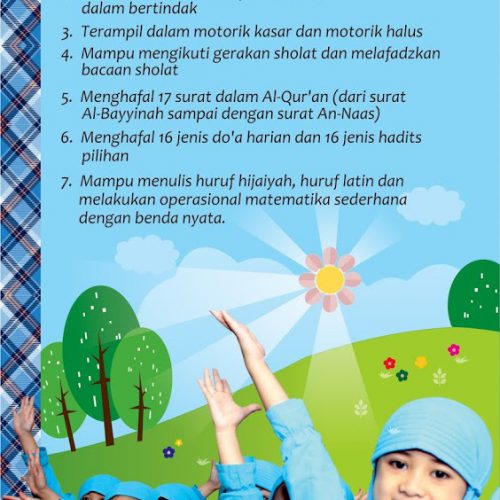 dalam bertindak
3. Terampil dalam motorik kasar dan motorik halus
4. Mampu mengikuti gerakan sholat dan melafadzkan
bacaan sholat
5. Menghafal 17 surat dalam Al-Qur'an (dari surat
Al-Bayyinah sampai dengan surat An-Naas)
6. Menghafal 16 jenis do'a harian dan 16 jenis hadits
pilihan
7. Mampu menulis huruf hijaiyah, huruf latin dan
melakukan operasional matematika sederhana
dengan benda nyata.